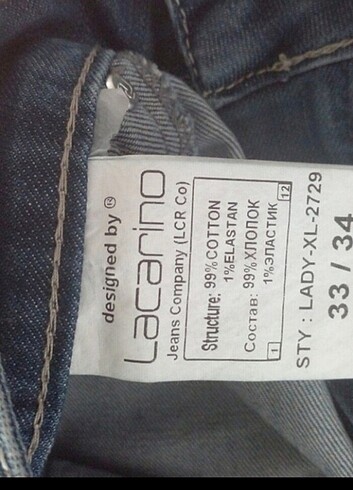 designed by
Lacarino
Jeans Company (LCR Co)
Structure: 99% COTTON
1%ELASTAN
Состав: 99% ХЛОПОК
1%ЭЛАСТИК
1
12
STY : LADY-XL-2729
33 / 34